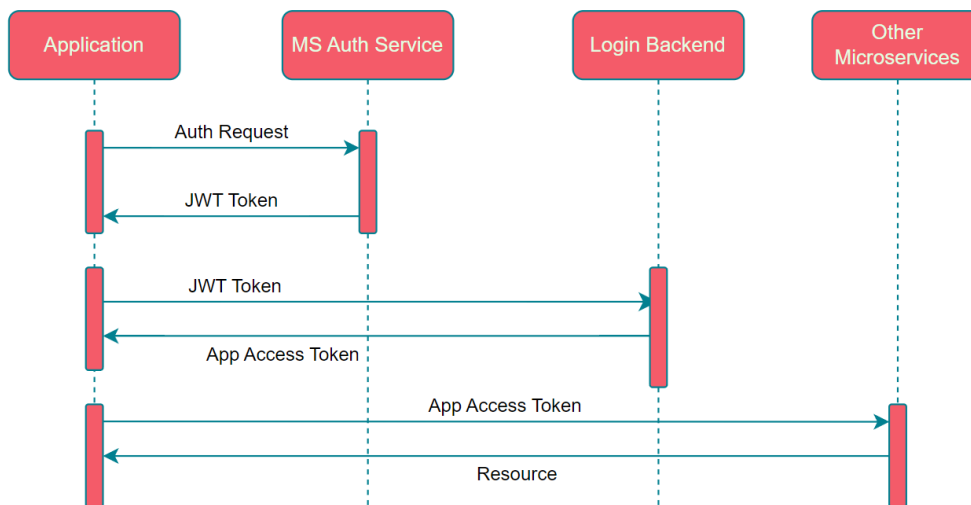 Application
MS Auth Service
Login Backend
Other
Microservices
Auth Request
JWT Token
JWT Token
App Access Token
App Access Token
Resource